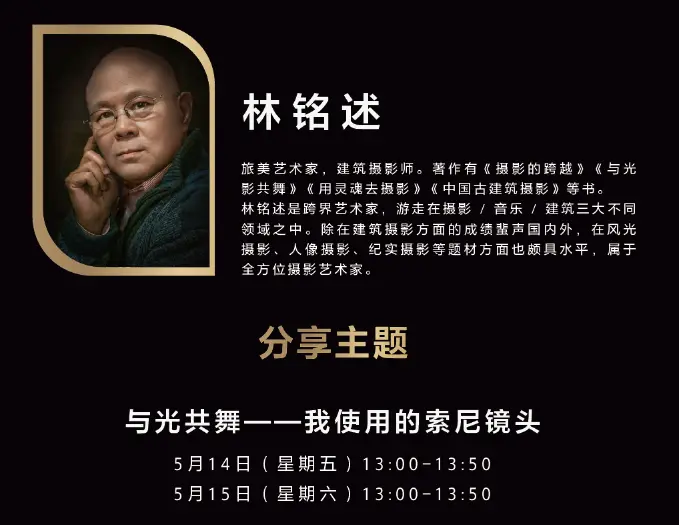 林铭述
旅美艺术家，建筑摄影师。著作有《摄影的跨越》《与光
影共舞》《用灵魂去摄影》《中国古建筑摄影》等书。
林铭述是跨界艺术家，游走在摄影 / 音乐 / 建筑三大不同
领域之中。除在建筑摄影方面的成绩蜚声国内外，在风光
摄影、人像摄影、纪实摄影等题材方面也颇具水平，属于
全方位摄影艺术家。
分享主题
与光共舞——我使用的索尼镜头
5月14日（星期五）13:00-13:50
5月15日（星期六）13:00-13:50